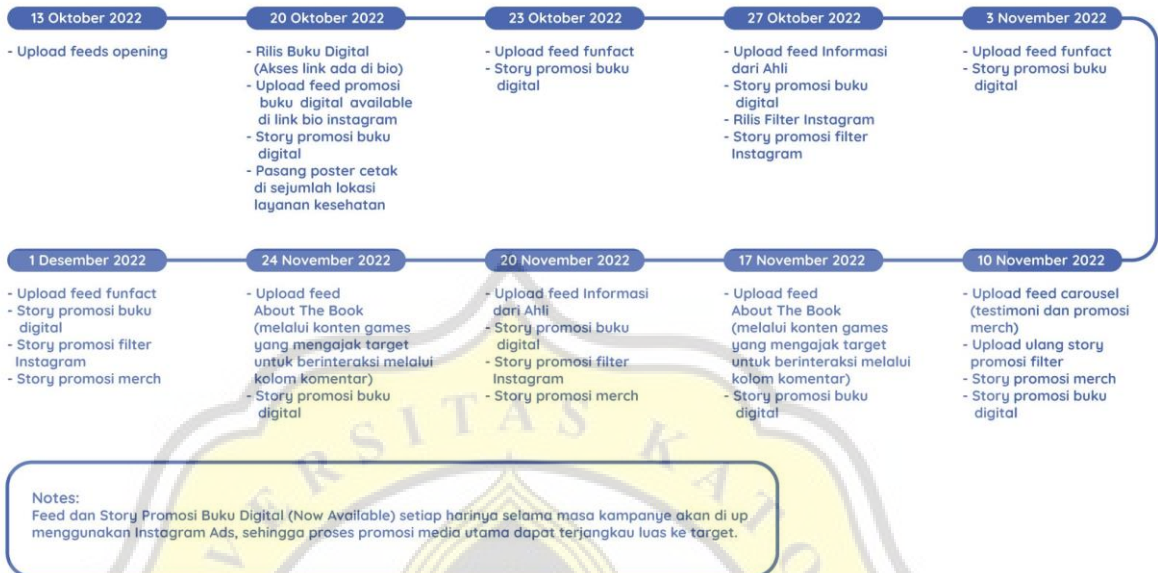 13 Oktober 2022
- Upload feeds opening
20 Oktober 2022
- Rilis Buku Digital
(Akses link ada di bio)
- Upload feed promosi
buku digital available
di link bio instagram
- Story promosi buku
digital
- Pasang poster cetak
di sejumlah lokasi
layanan kesehatan
23 Oktober 2022
- Upload feed funfact
- Story promosi buku
digital
27 Oktober 2022
- Upload feed Informasi
dari Ahli
- Story promosi buku
digital
- Rilis Filter Instagram
- Story promosi filter
Instagram
3 November 2022
- Upload feed funfact
- Story promosi buku
digital
10 November 2022
- Upload feed carousel
(testimoni dan promosi
merch)
- Upload ulang story
promosi filter
- Story promosi merch
- Story promosi buku
digital
17 November 2022
- Upload feed
About The Book
(melalui konten games
yang mengajak target
untuk berinteraksi melalui
kolom komentar)
- Story promosi buku
digital
20 November 2022
- Upload feed Informasi
dari Ahli
- Story promosi buku
digital
- Story promosi filter
Instagram
- Story promosi merch
24 November 2022
- Upload feed
About The Book
(melalui konten games
yang mengajak target
untuk berinteraksi melalui
kolom komentar)
- Story promosi buku
digital
1 Desember 2022
- Upload feed funfact
- Story promosi buku
digital
- Story promosi filter
Instagram
- Story promosi merch
Notes:
Feed dan Story Promosi Buku Digital (Now Available) setiap harinya selama masa kampanye akan di up
menggunakan Instagram Ads, sehingga proses promosi media utama dapat terjangkau luas ke target.